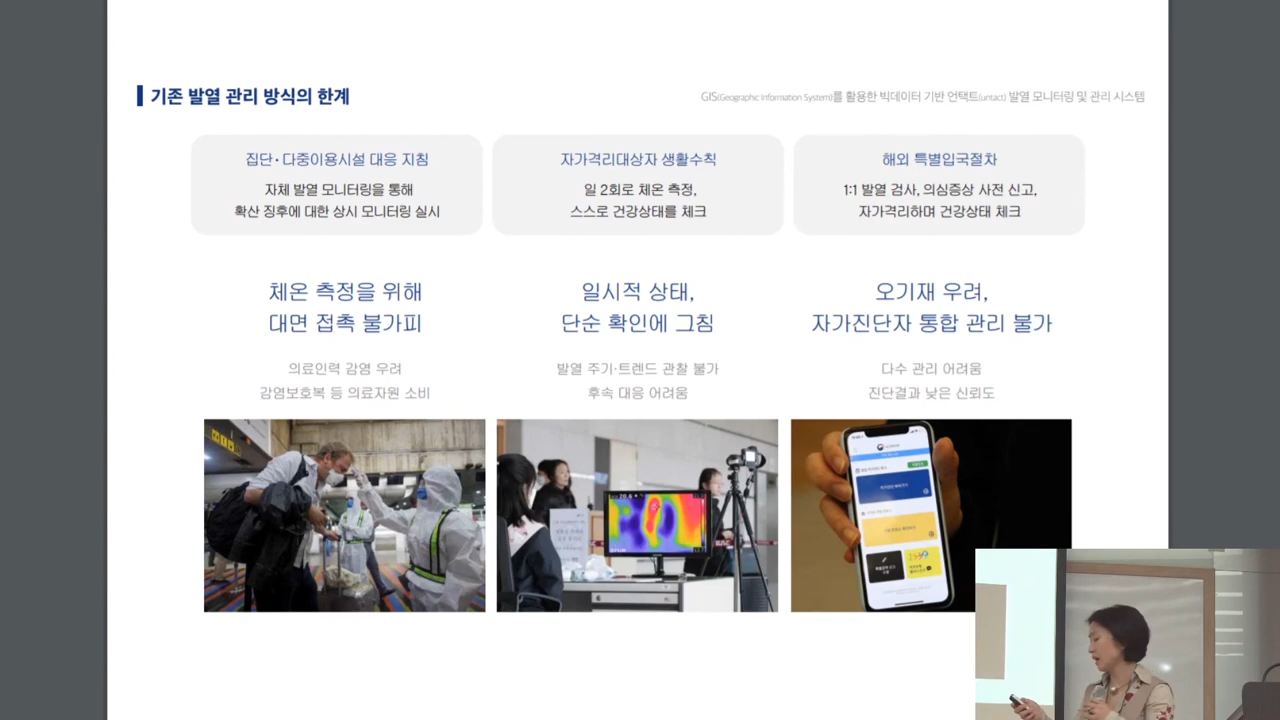 기존 발열 관리 방식의 한계
GIS(Geographic Information System)를 활용한 빅데이터 기반 언택트(untact) 발열 모니터링 및 관리 시스템
집단·다중이용시설 대응 지침
자체 발열 모니터링을 통해
확산 징후에 대한 상시 모니터링 실시
자가격리대상자 생활수칙
일 2회로 체온 측정,
스스로 건강상태를 체크
해외 특별입국절차
1:1 발열 검사, 의심증상 사전 신고,
자가격리하며 건강상태 체크
체온 측정을 위해
대면 접촉 불가피
일시적 상태,
단순 확인에 그침
오기재 우려,
자가진단자 통합 관리 불가
의료인력 감염 우려
감염보호복 등 의료자원 소비
발열 주기·트렌드 관찰 불가
후속 대응 어려움
다수 관리 어려움
진단결과 낮은 신뢰도